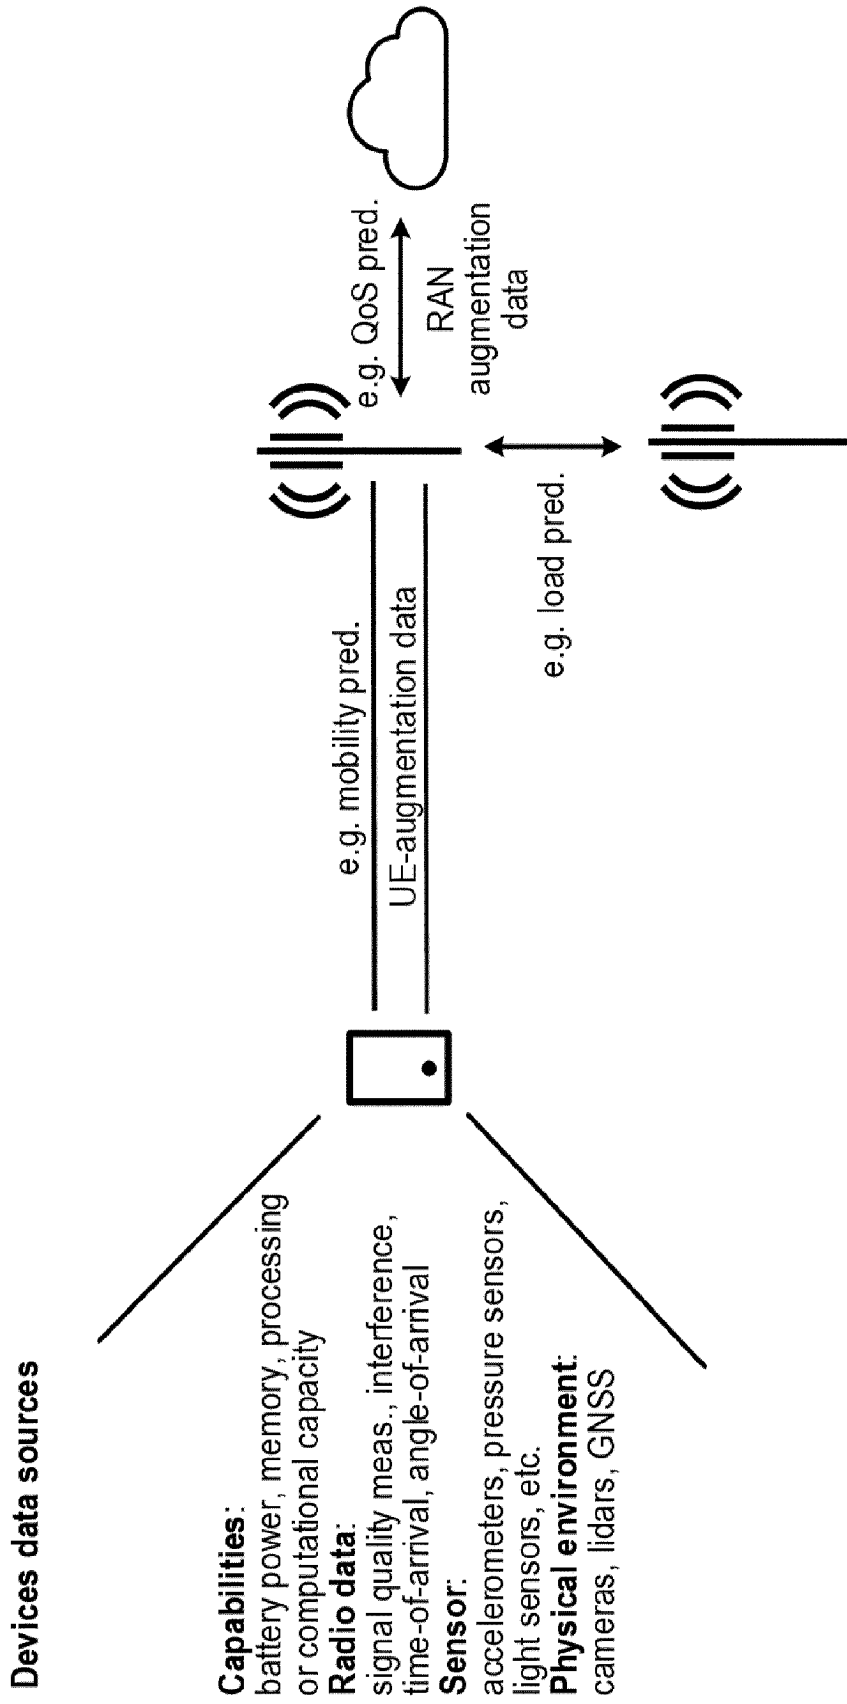 Devices data sources
Capabilities:
battery power, memory, processing
or computational capacity
Radio data:
signal quality meas., interference,
time-of-arrival, angle-of-arrival
Sensor:
accelerometers, pressure sensors,
light sensors, etc.
Physical environment:
cameras, lidars, GNSS
e.g. mobility pred.
UE-augmentation data
e.g. load pred.
e.g. QoS pred.
RAN
augmentation
data